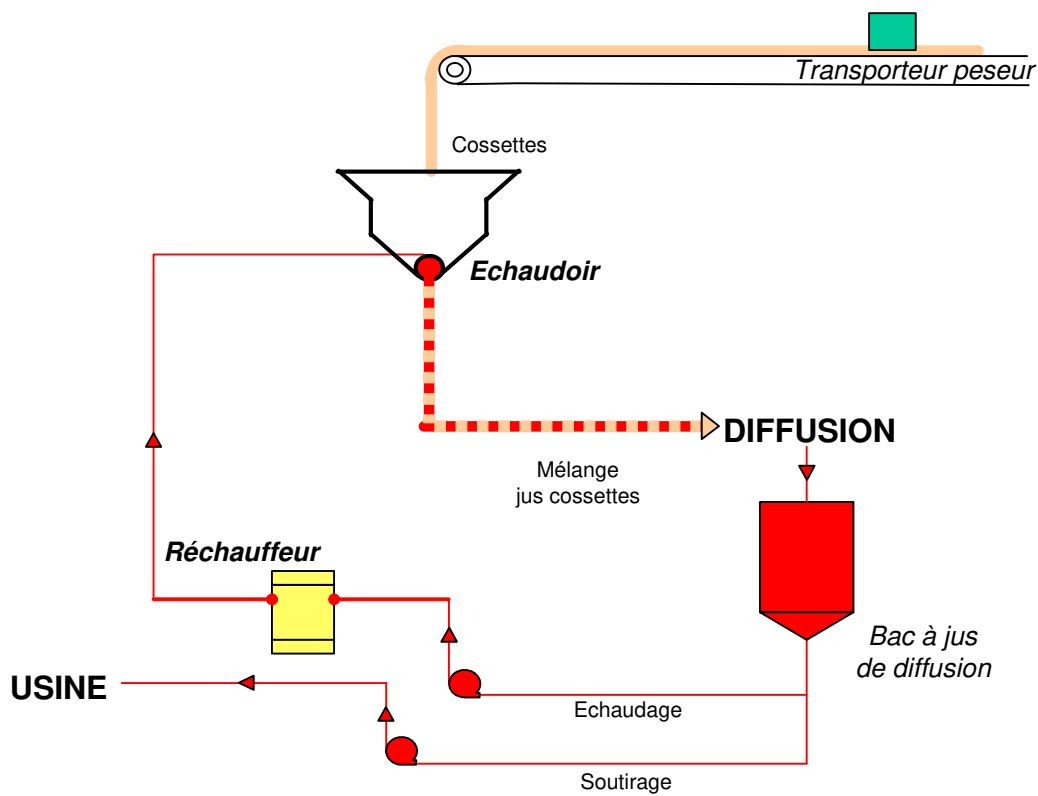 Transporteur peseur
Cossettes
Echaudoir
DIFFUSION
Mélange
jus cossettes
Réchauffeur
Bac à jus
de diffusion
USINE
Echaudage
Soutirage